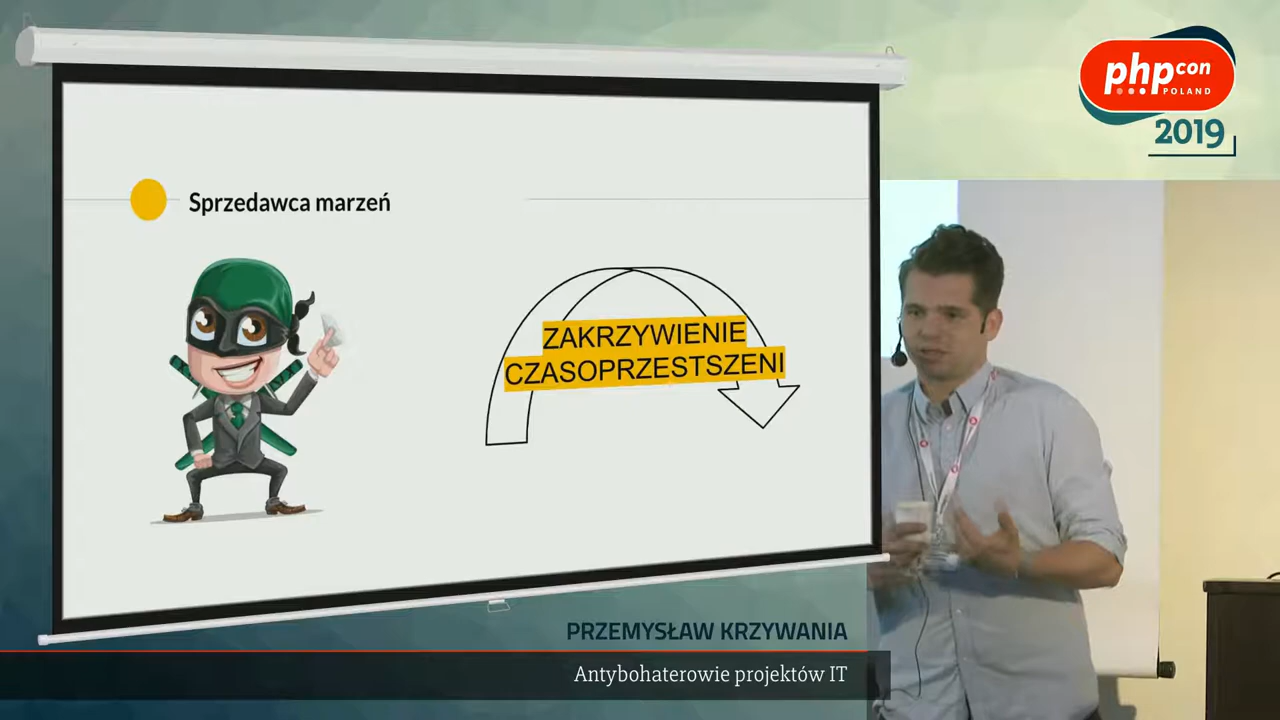 php con
POLAND
2019
Sprzedawca marzeń
ZAKRZYWIENIE
CZASOPRZESTSZENI
PRZEMYSŁAW KRZYWANIA
Antybohaterowie projektów IT